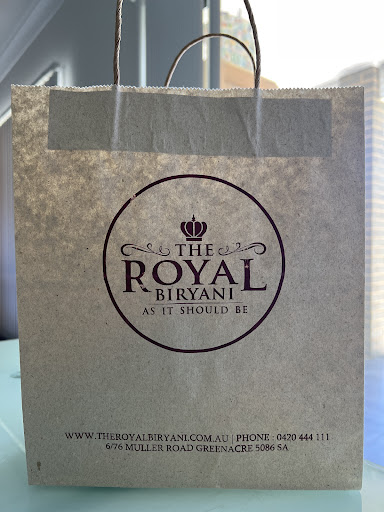 THE
ROYAL
BIRYANI
AS IT SHOULD BE
WWW.THEROYALBIRYANI.COM.AU | PHONE : 0420 444 111
6/76 MULLER ROAD GREENACRE 5086 SA